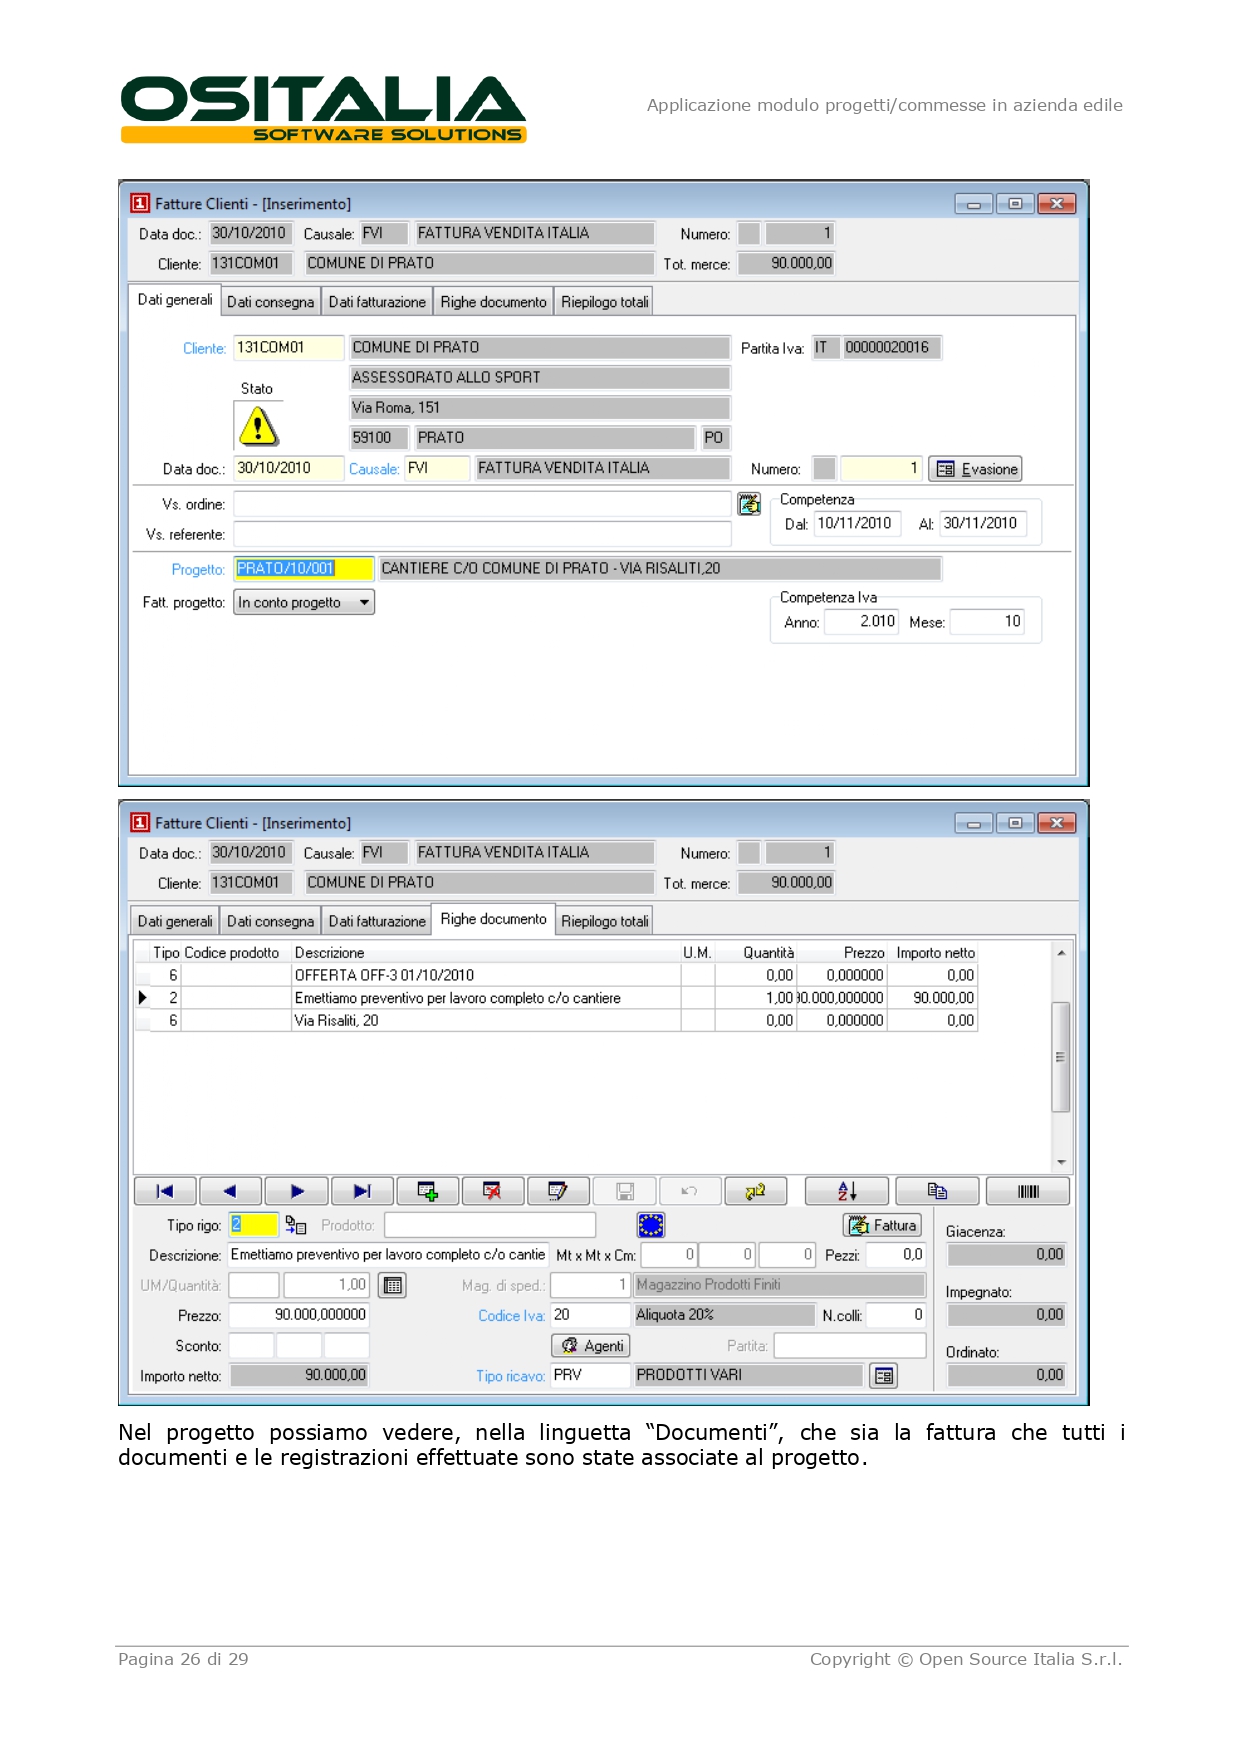 OSITALIA
SOFTWARE SOLUTIONS
Applicazione modulo progetti/commesse in azienda edile
Fatture Clienti - [Inserimento]
Data doc.: 30/10/2010 Causale: FVI FATTURA VENDITA ITALIA Numero: 1
Cliente: 131COM01 COMUNE DI PRATO Tot. merce: 90.000,00
Dati generali Dati consegna Dati fatturazione Righe documento Riepilogo totali
Cliente: 131COM01 COMUNE DI PRATO Partita Iva: IT 00000020016
ASSESSORATO ALLO SPORT
Stato
Via Roma, 151
59100 PRATO PO
Data doc.: 30/10/2010 Causale: FVI FATTURA VENDITA ITALIA Numero: 1 Evasione
Vs. ordine: Competenza
Dal: 10/11/2010 Al: 30/11/2010
Vs. referente:
Progetto: PRATO/10/001 CANTIERE C/O COMUNE DI PRATO - VIA RISALITI,20
Fatt. progetto: In conto progetto Competenza Iva
Anno: 2.010 Mese: 10
Fatture Clienti - [Inserimento]
Data doc.: 30/10/2010 Causale: FVI FATTURA VENDITA ITALIA Numero: 1
Cliente: 131COM01 COMUNE DI PRATO Tot. merce: 90.000,00
Dati generali Dati consegna Dati fatturazione Righe documento Riepilogo totali
Tipo Codice prodotto Descrizione U.M. Quantità Prezzo Importo netto
6 OFFERTA OFF-3 01/10/2010 0,00 0,000000 0,00
2 Emettiamo preventivo per lavoro completo c/o cantiere 1,00 90.000,000000 90.000,00
6 Via Risaliti, 20 0,00 0,000000 0,00
Tipo rigo: 2 Prodotto: Fattura Giacenza:
Descrizione: Emettiamo preventivo per lavoro completo c/o cantie Mt x Mt x Cm: 0 0 0 Pezzi: 0,0 0,00
UM/Quantità: 1,00 Mag. di sped.: 1 Magazzino Prodotti Finiti Impegnato:
Prezzo: 90.000,000000 Codice Iva: 20 Aliquota 20% N.colli: 0 0,00
Sconto: Agenti Partita: Ordinato:
Importo netto: 90.000,00 Tipo ricavo: PRV PRODOTTI VARI 0,00
Nel progetto possiamo vedere, nella linguetta “Documenti”, che sia la fattura che tutti i
documenti e le registrazioni effettuate sono state associate al progetto.
Pagina 26 di 29 Copyright © Open Source Italia S.r.l.